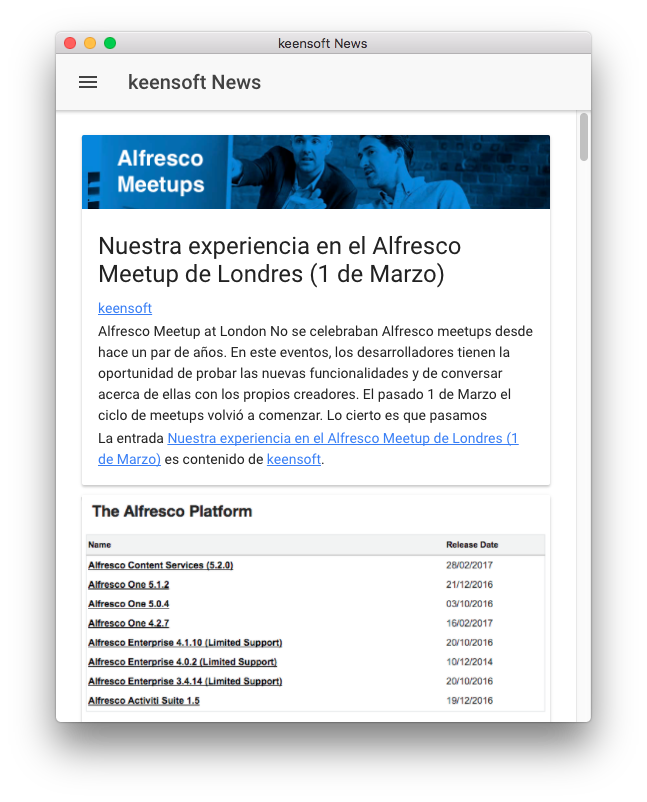 keensoft News
keensoft News
Alfresco
Meetups
Nuestra experiencia en el Alfresco
Meetup de Londres (1 de Marzo)
keensoft
Alfresco Meetup at London No se celebraban Alfresco meetups desde
hace un par de años. En este eventos, los desarrolladores tienen la
oportunidad de probar las nuevas funcionalidades y de conversar
acerca de ellas con los propios creadores. El pasado 1 de Marzo el
ciclo de meetups volvió a comenzar. Lo cierto es que pasamos
La entrada Nuestra experiencia en el Alfresco Meetup de Londres (1
de Marzo) es contenido de keensoft.
The Alfresco Platform
Name Release Date
Alfresco Content Services (5.2.0) 28/02/2017
Alfresco One 5.1.2 21/12/2016
Alfresco One 5.0.4 03/10/2016
Alfresco One 4.2.7 16/02/2017
Alfresco Enterprise 4.1.10 (Limited Support) 20/10/2016
Alfresco Enterprise 4.0.2 (Limited Support) 10/12/2014
Alfresco Enterprise 3.4.14 (Limited Support) 20/10/2016
Alfresco Activiti Suite 1.5 19/12/2016